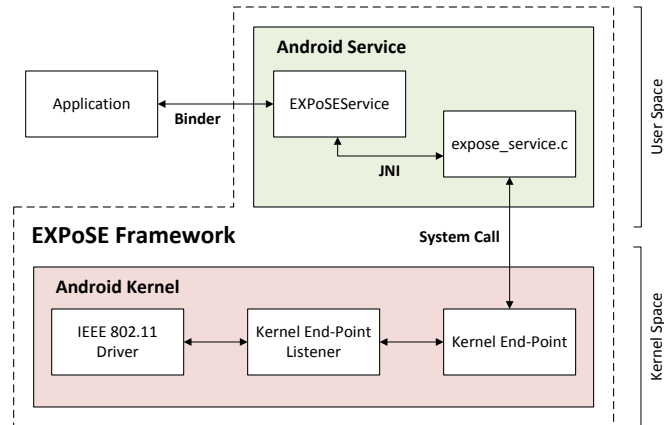 Android Service
Application
Binder
EXPoSEService
expose_service.c
JNI
User Space
EXPoSE Framework
System Call
Android Kernel
IEEE 802.11
Driver
Kernel End-Point
Listener
Kernel End-Point
Kernel Space